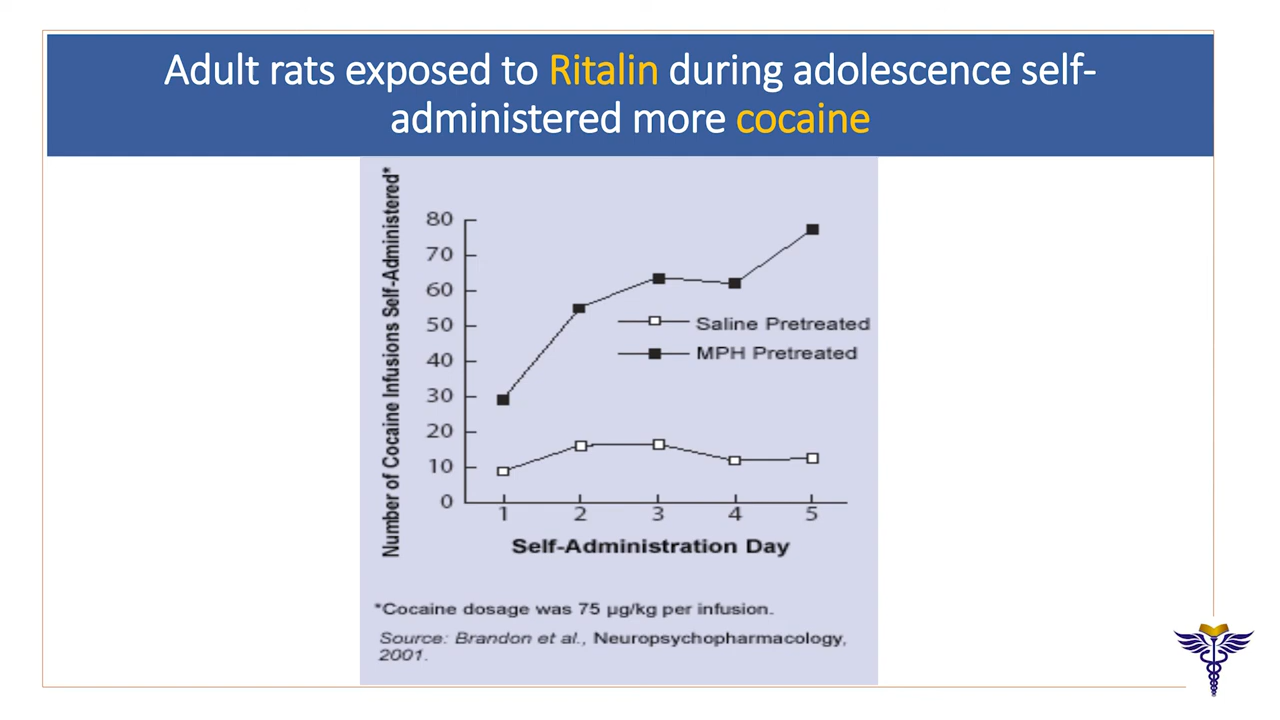 Adult rats exposed to Ritalin during adolescence self-
administered more cocaine
Number of Cocaine Infusions Self-Administered*
80
70
60
50
40
30
20
10
0
Saline Pretreated
MPH Pretreated
1 2 3 4 5
Self-Administration Day
*Cocaine dosage was 75 µg/kg per infusion.
Source: Brandon et al., Neuropsychopharmacology,
2001.